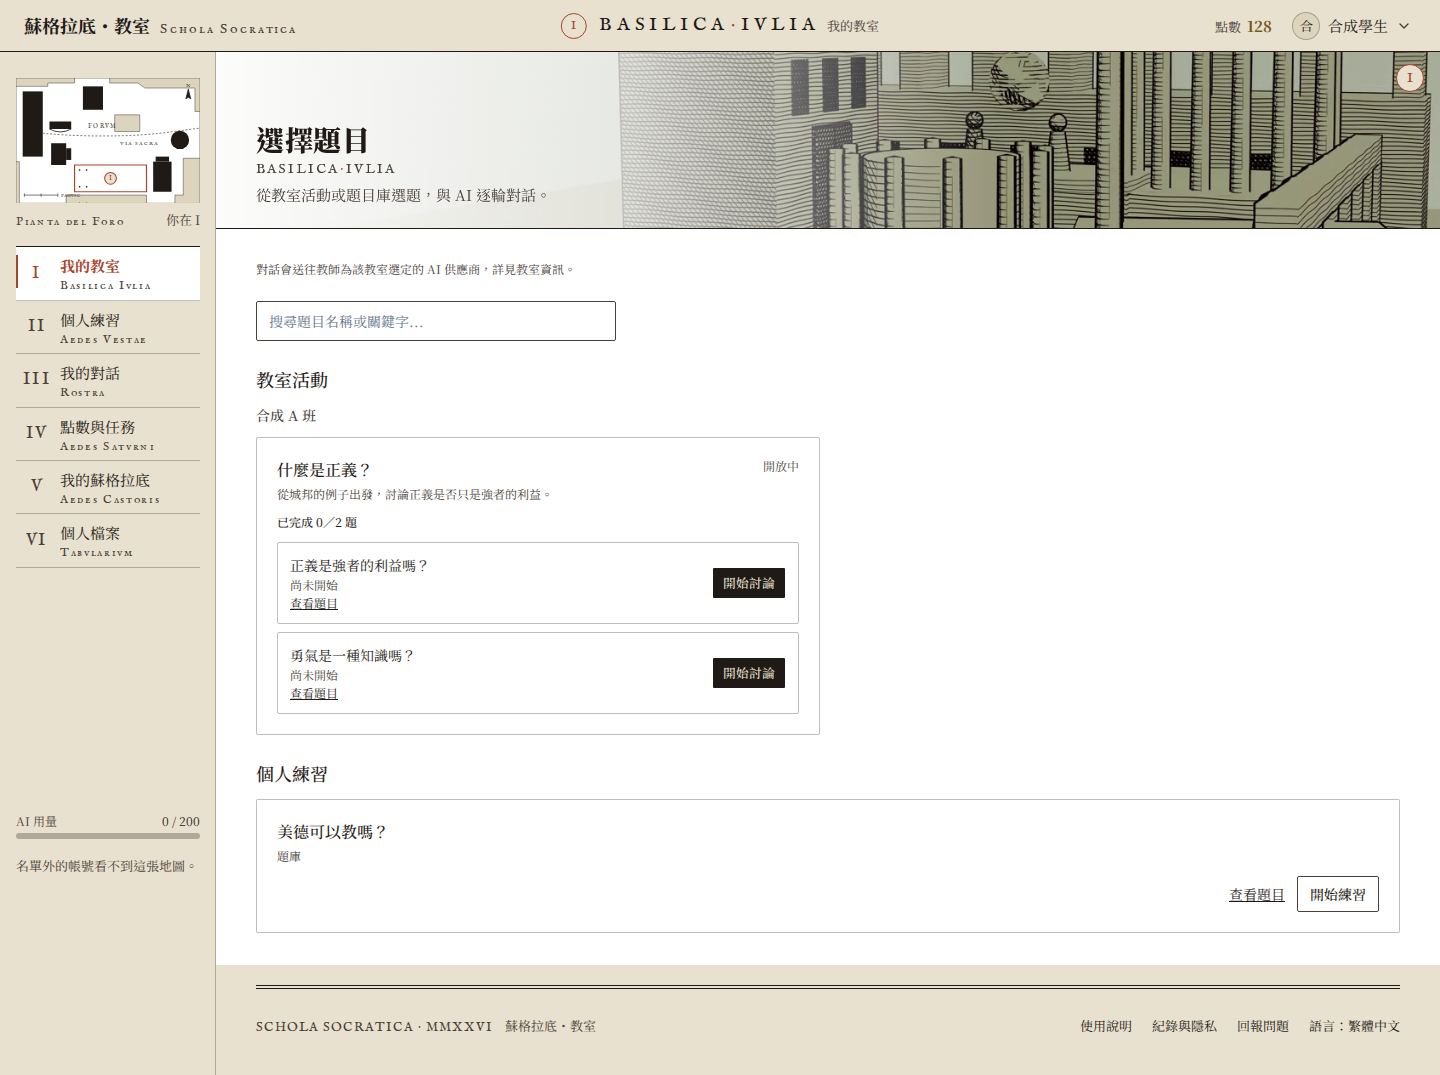 蘇格拉底・教室 Schola Socratica
I BASILICA·IVLIA 我的教室
點數 128
合 合成學生
FORVM
VIA SACRA
I
Pianta del Foro 你在 I
I 我的教室
Basilica Ivlia
II 個人練習
Aedes Vestae
III 我的對話
Rostra
IV 點數與任務
Aedes Satvrni
V 我的蘇格拉底
Aedes Castoris
VI 個人檔案
Tabvlarivm
AI 用量 0 / 200
名單外的帳號看不到這張地圖。
I
選擇題目
BASILICA·IVLIA
從教室活動或題目庫選題，與 AI 逐輪對話。
對話會送往教師為該教室選定的 AI 供應商，詳見教室資訊。
搜尋題目名稱或關鍵字…
教室活動
合成 A 班
什麼是正義？ 開放中
從城邦的例子出發，討論正義是否只是強者的利益。
已完成 0／2 題
正義是強者的利益嗎？
尚未開始
查看題目
開始討論
勇氣是一種知識嗎？
尚未開始
查看題目
開始討論
個人練習
美德可以教嗎？
題庫
查看題目 開始練習
SCHOLA SOCRATICA · MMXXVI 蘇格拉底・教室
使用說明 紀錄與隱私 回報問題 語言：繁體中文